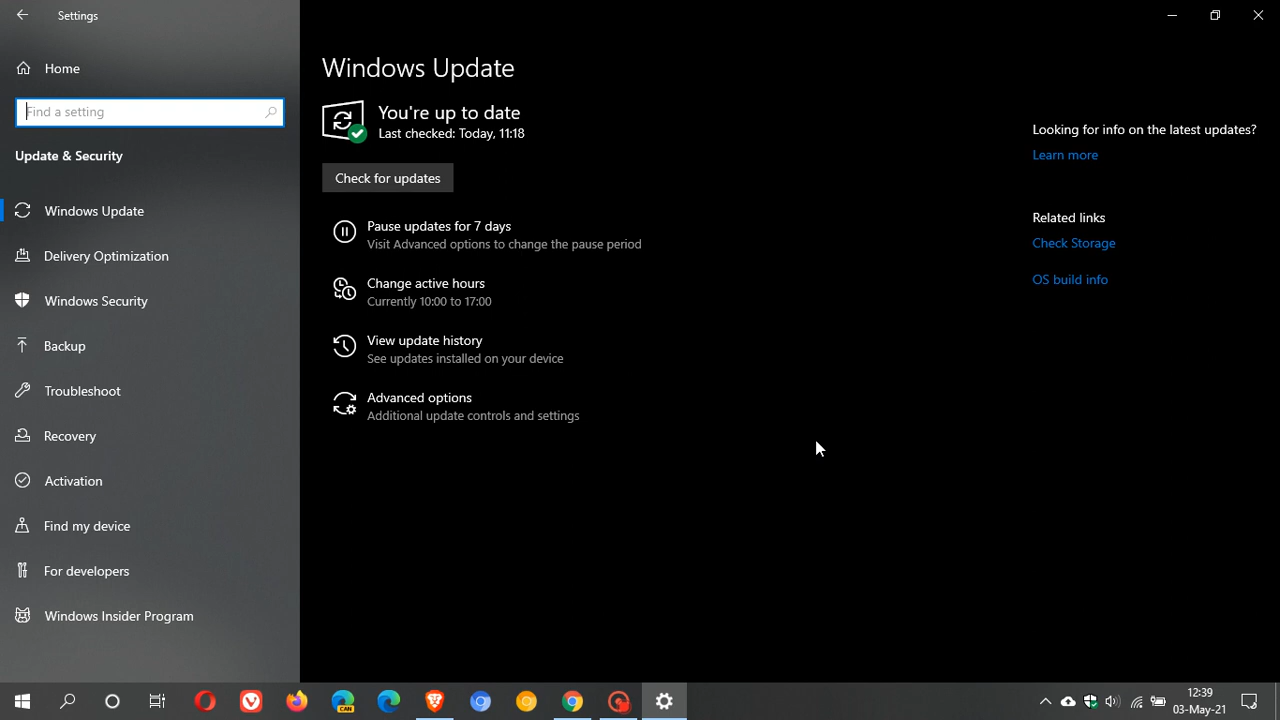 Settings
Home
Find a setting
Update & Security
Windows Update
Delivery Optimization
Windows Security
Backup
Troubleshoot
Recovery
Activation
Find my device
For developers
Windows Insider Program
Windows Update
You're up to date
Last checked: Today, 11:18
Check for updates
Pause updates for 7 days
Visit Advanced options to change the pause period
Change active hours
Currently 10:00 to 17:00
View update history
See updates installed on your device
Advanced options
Additional update controls and settings
Looking for info on the latest updates?
Learn more
Related links
Check Storage
OS build info
CAN
12:39
03-May-21